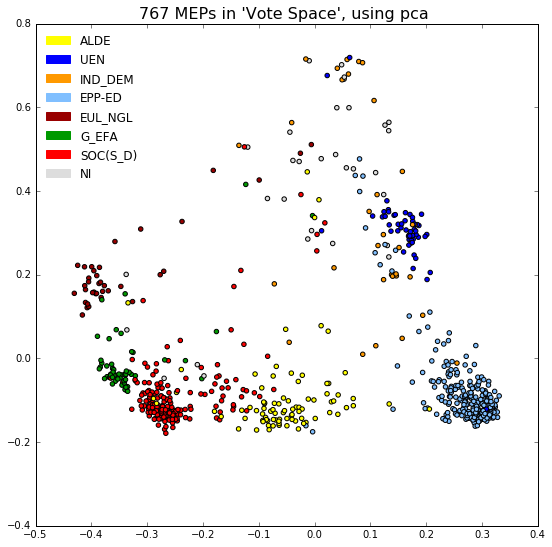 767 MEPs in 'Vote Space', using pca
0.8
ALDE
UEN
IND_DEM
EPP-ED
EUL_NGL
G_EFA
SOC(S_D)
NI
0.6
0.4
0.2
0.0
−0.2
−0.4
−0.5
−0.4
−0.3
−0.2
−0.1
0.0
0.1
0.2
0.3
0.4